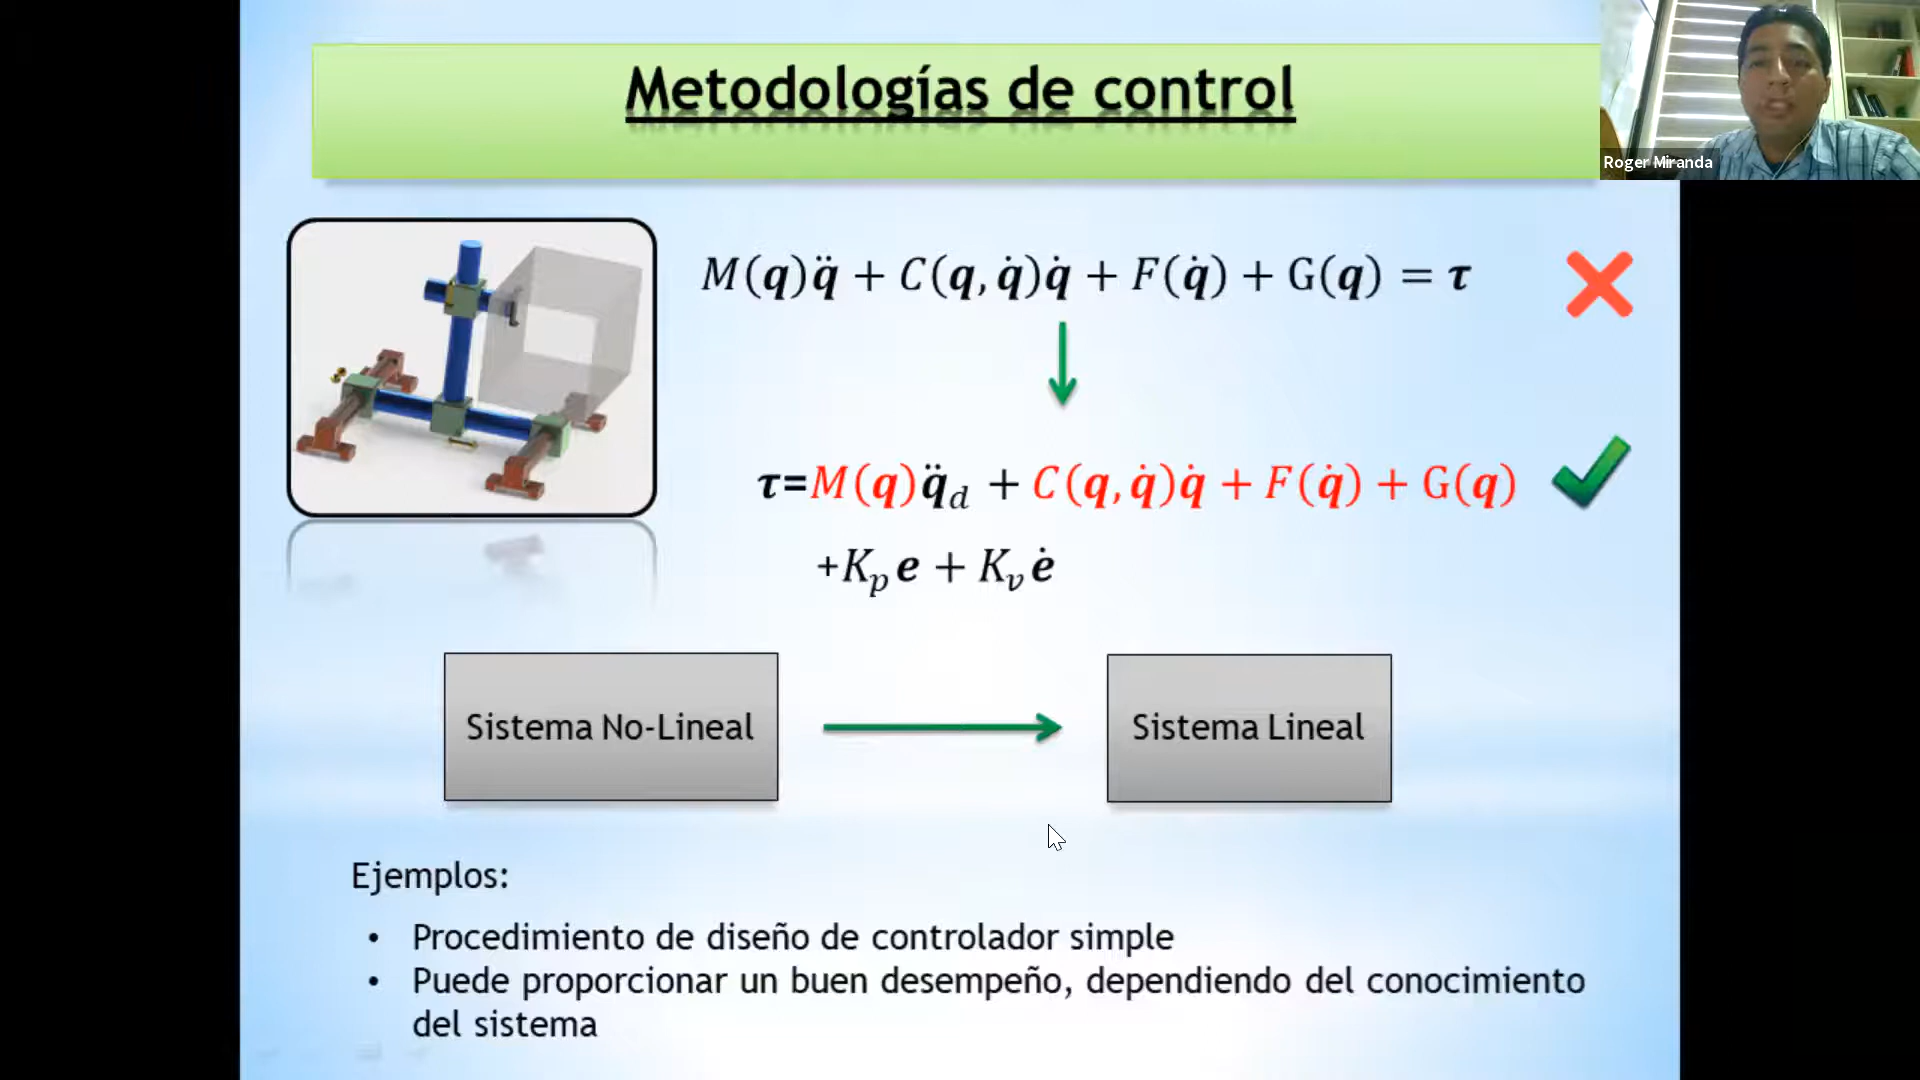 Metodologías de control
Roger Miranda
M(q)q̈ + C(q, q̇)q̇ + F(q̇) + G(q) = τ
τ=M(q)q̈_d + C(q, q̇)q̇ + F(q̇) + G(q)
+K_p e + K_v ė
Sistema No-Lineal
Sistema Lineal
Ejemplos:
• Procedimiento de diseño de controlador simple
• Puede proporcionar un buen desempeño, dependiendo del conocimiento
del sistema